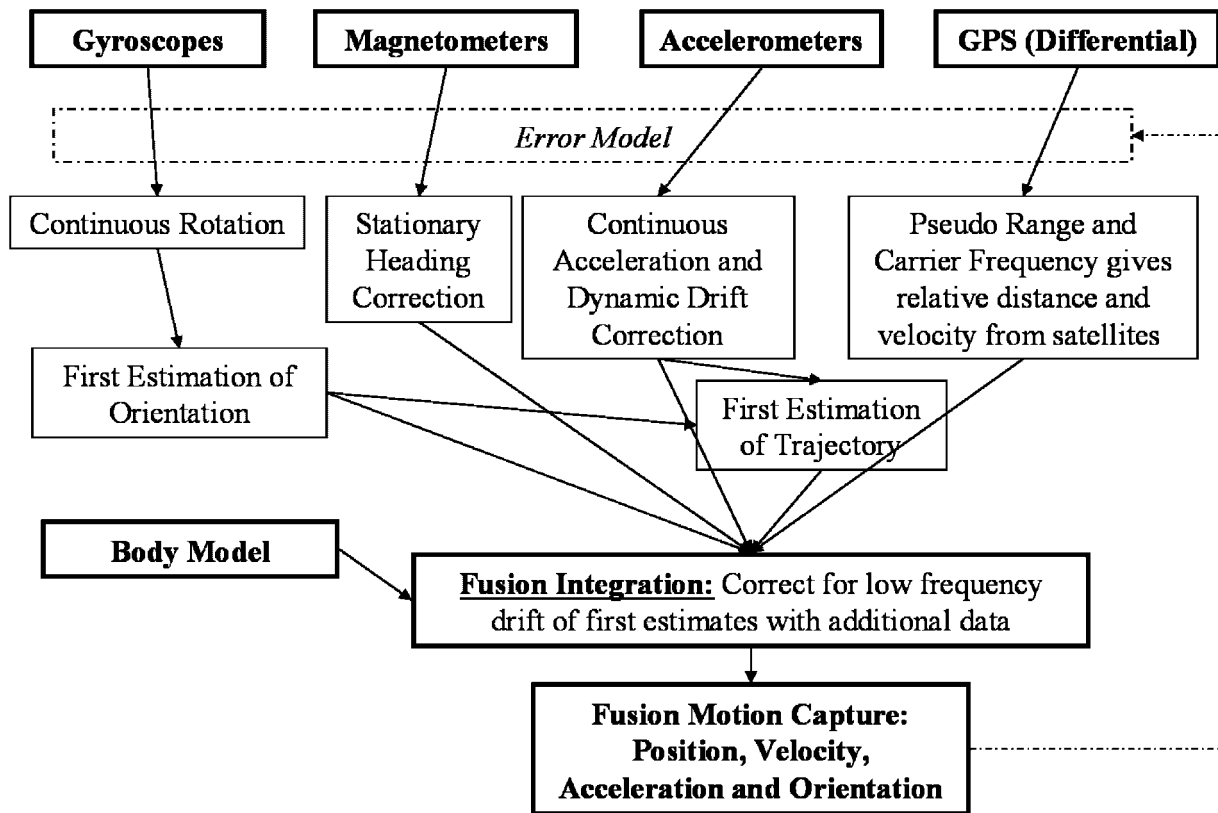 Gyroscopes
Magnetometers
Accelerometers
GPS (Differential)
Error Model
Continuous Rotation
Stationary
Heading
Correction
Continuous
Acceleration and
Dynamic Drift
Correction
Pseudo Range and
Carrier Frequency gives
relative distance and
velocity from satellites
First Estimation of
Orientation
First Estimation
of Trajectory
Body Model
Fusion Integration: Correct for low frequency
drift of first estimates with additional data
Fusion Motion Capture:
Position, Velocity,
Acceleration and Orientation